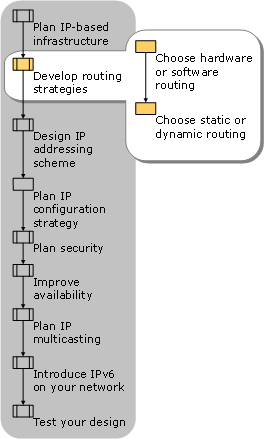 Plan IP-based
infrastructure
Develop routing
strategies
Choose hardware
or software
routing
Choose static or
dynamic routing
Design IP
addressing
scheme
Plan IP
configuration
strategy
Plan security
Improve
availability
Plan IP
multicasting
Introduce IPv6
on your network
Test your design